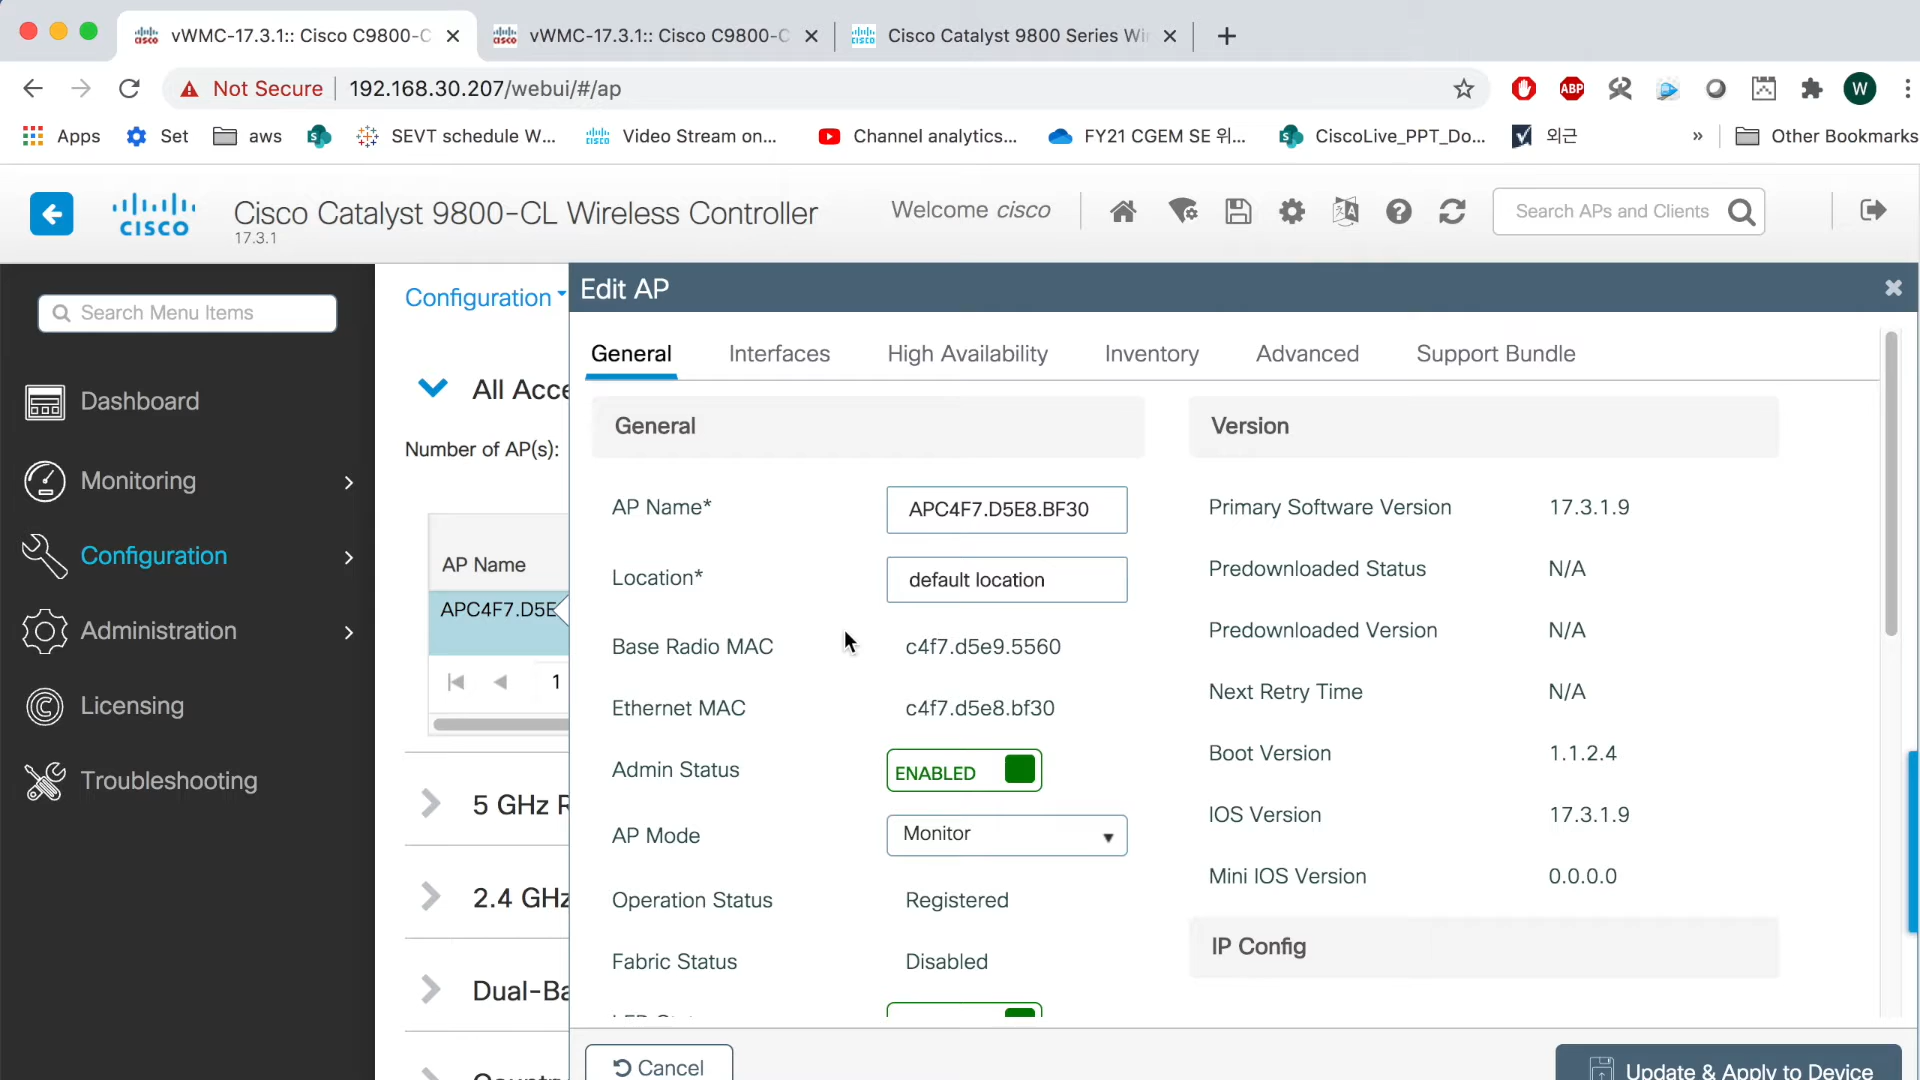 vWMC-17.3.1:: Cisco C9800-C
vWMC-17.3.1:: Cisco C9800-C
Cisco Catalyst 9800 Series Wi
Not Secure
192.168.30.207/webui/#/ap
ABP
W
Apps
Set
aws
SEVT schedule W...
Video Stream on...
Channel analytics...
FY21 CGEM SE 위...
CiscoLive_PPT_Do...
외근
»
Other Bookmarks
CISCO
Cisco Catalyst 9800-CL Wireless Controller
17.3.1
Welcome cisco
Search APs and Clients
Search Menu Items
Dashboard
Monitoring
Configuration
Administration
Licensing
Troubleshooting
Configuration
All Acce
Number of AP(s):
AP Name
APC4F7.D5E
1
5 GHz R
2.4 GHz
Dual-Ba
Edit AP
General
Interfaces
High Availability
Inventory
Advanced
Support Bundle
General
AP Name* APC4F7.D5E8.BF30
Location* default location
Base Radio MAC c4f7.d5e9.5560
Ethernet MAC c4f7.d5e8.bf30
Admin Status ENABLED
AP Mode Monitor
Operation Status Registered
Fabric Status Disabled
Version
Primary Software Version 17.3.1.9
Predownloaded Status N/A
Predownloaded Version N/A
Next Retry Time N/A
Boot Version 1.1.2.4
IOS Version 17.3.1.9
Mini IOS Version 0.0.0.0
IP Config
Cancel
Update & Apply to Device